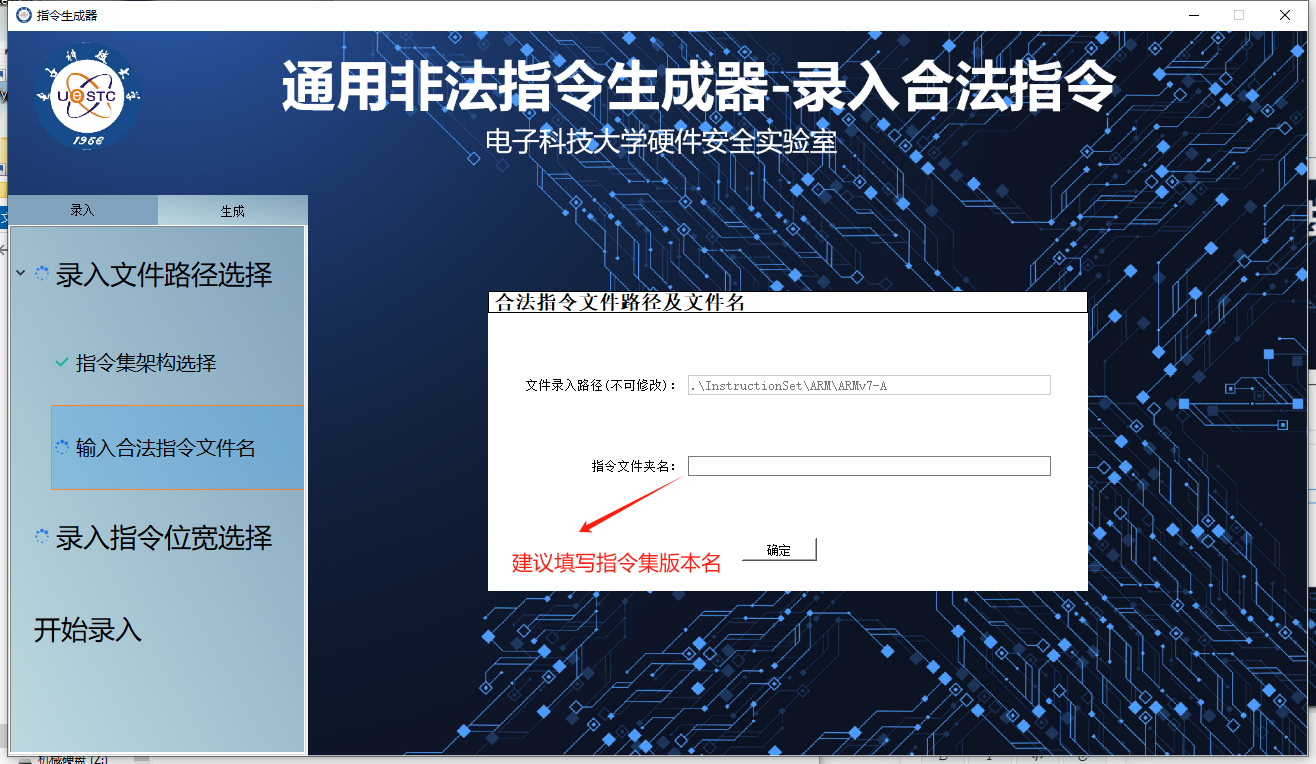 指令生成器
UESTC
1956
通用非法指令生成器-录入合法指令
电子科技大学硬件安全实验室
录入
生成
录入文件路径选择
指令集架构选择
输入合法指令文件名
录入指令位宽选择
开始录入
合法指令文件路径及文件名
文件录入路径(不可修改)：
.\InstructionSet\ARM\ARMv7-A
指令文件夹名：
建议填写指令集版本名
确定
机械硬盘 (Z:)